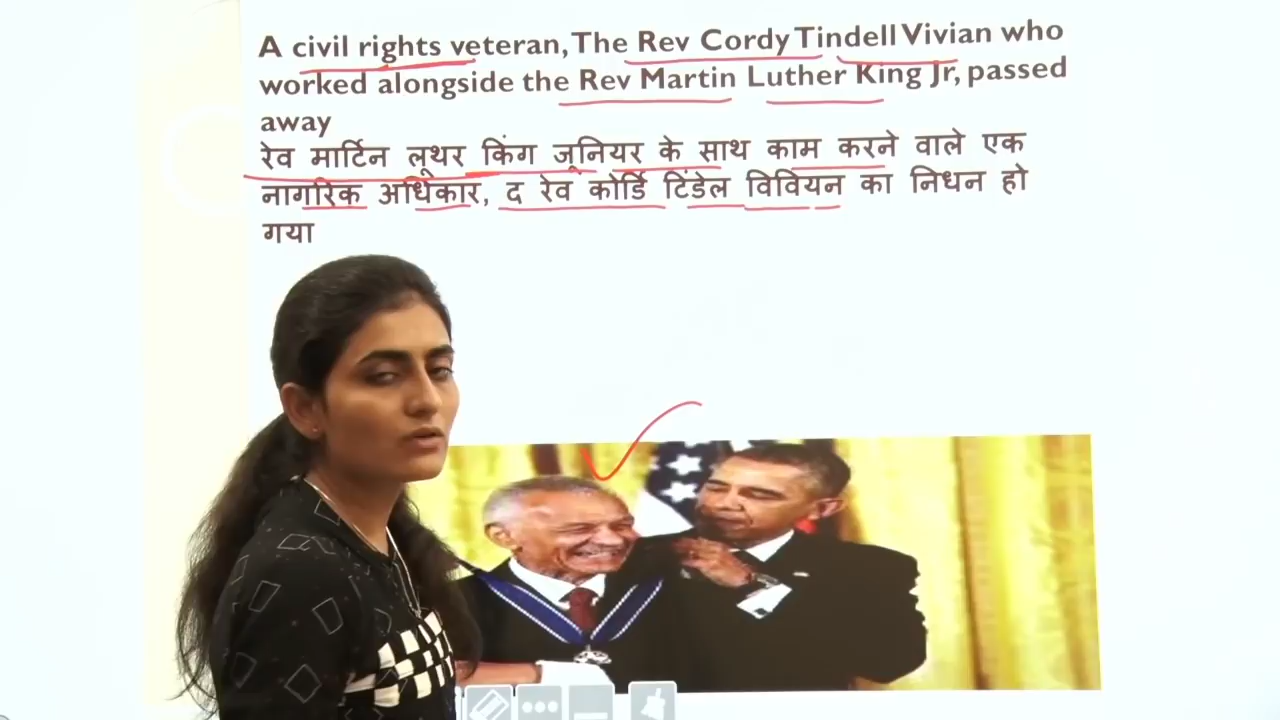 A civil rights veteran, The Rev Cordy Tindell Vivian who
worked alongside the Rev Martin Luther King Jr, passed
away
रेव मार्टिन लूथर किंग जूनियर के साथ काम करने वाले एक
नागरिक अधिकार, द रेव कोर्डि टिंडेल विवियन का निधन हो
गया